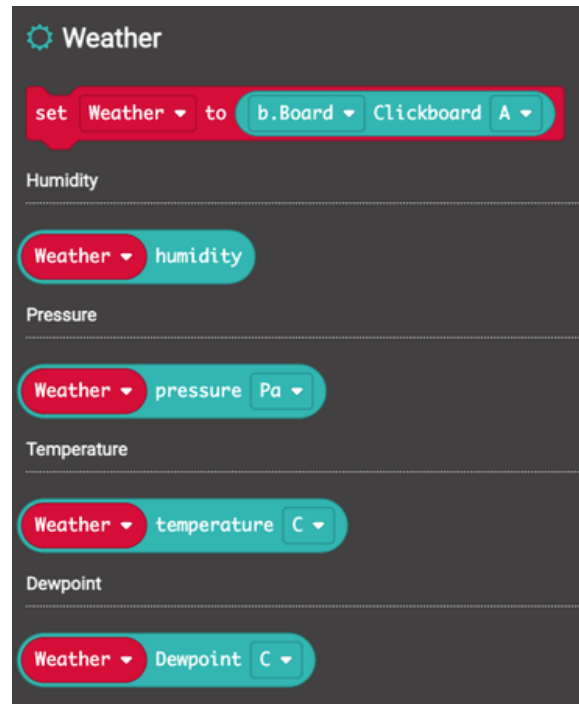 Weather
set Weather to b.Board Clickboard A
Humidity
Weather humidity
Pressure
Weather pressure Pa
Temperature
Weather temperature C
Dewpoint
Weather Dewpoint C